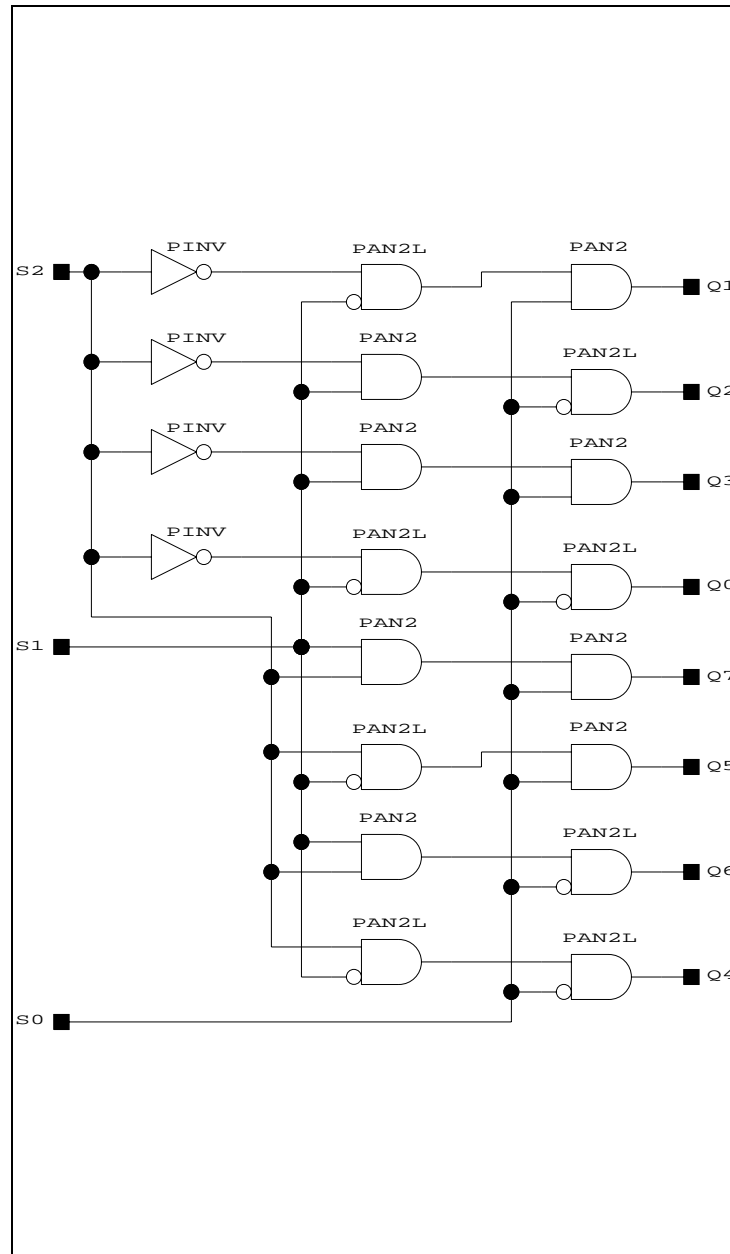 PINV PAN2L PAN2
S2 Q1
PINV PAN2 PAN2L
Q2
PINV PAN2 PAN2
Q3
PINV PAN2L PAN2L
Q0
PAN2 PAN2
S1 Q7
PAN2L PAN2
Q5
PAN2 PAN2L
Q6
PAN2L PAN2L
Q4
S0